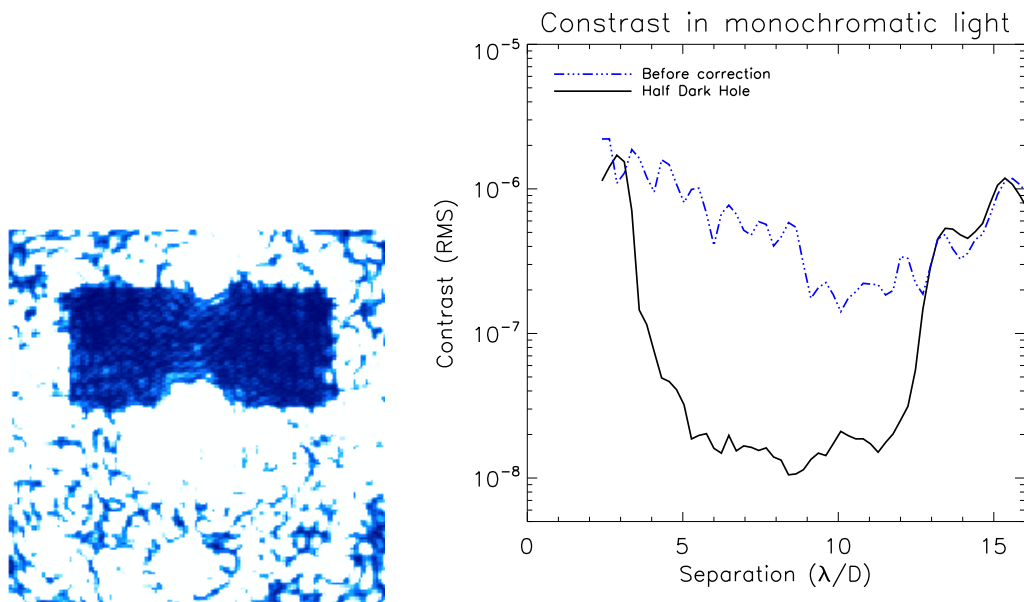 Constrast in monochromatic light
10^-5
Before correction
Half Dark Hole
10^-6
10^-7
10^-8
Contrast (RMS)
0 5 10 15
Separation (λ/D)